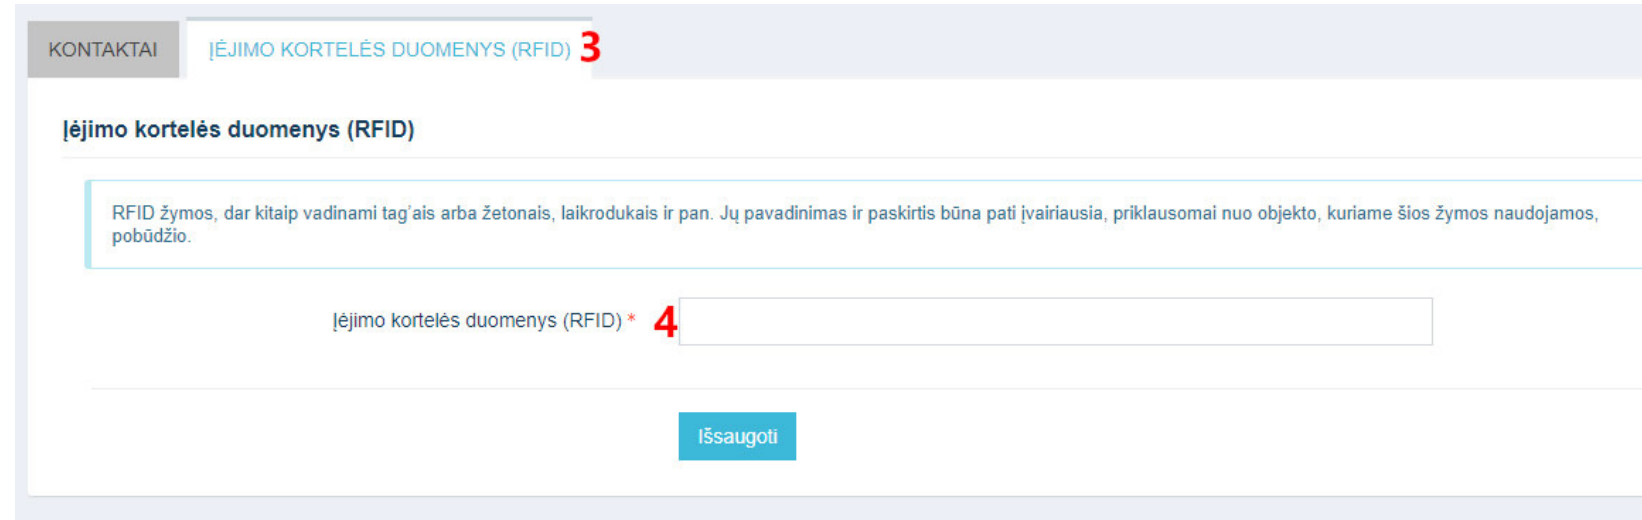 KONTAKTAI
ĮĖJIMO KORTELĖS DUOMENYS (RFID) 3
Įėjimo kortelės duomenys (RFID)
RFID žymos, dar kitaip vadinami tag'ais arba žetonais, laikrodukais ir pan. Jų pavadinimas ir paskirtis būna pati įvairiausia, priklausomai nuo objekto, kuriame šios žymos naudojamos,
pobūdžio.
Įėjimo kortelės duomenys (RFID) * 4
Išsaugoti